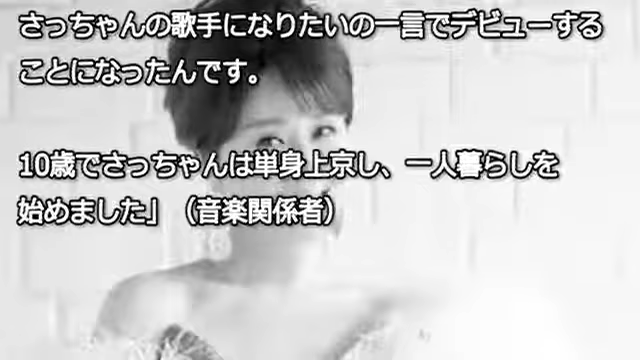 さっちゃんの歌手になりたいの一言でデビューする
ことになったんです。
10歳でさっちゃんは単身上京し、一人暮らしを
始めました」（音楽関係者）